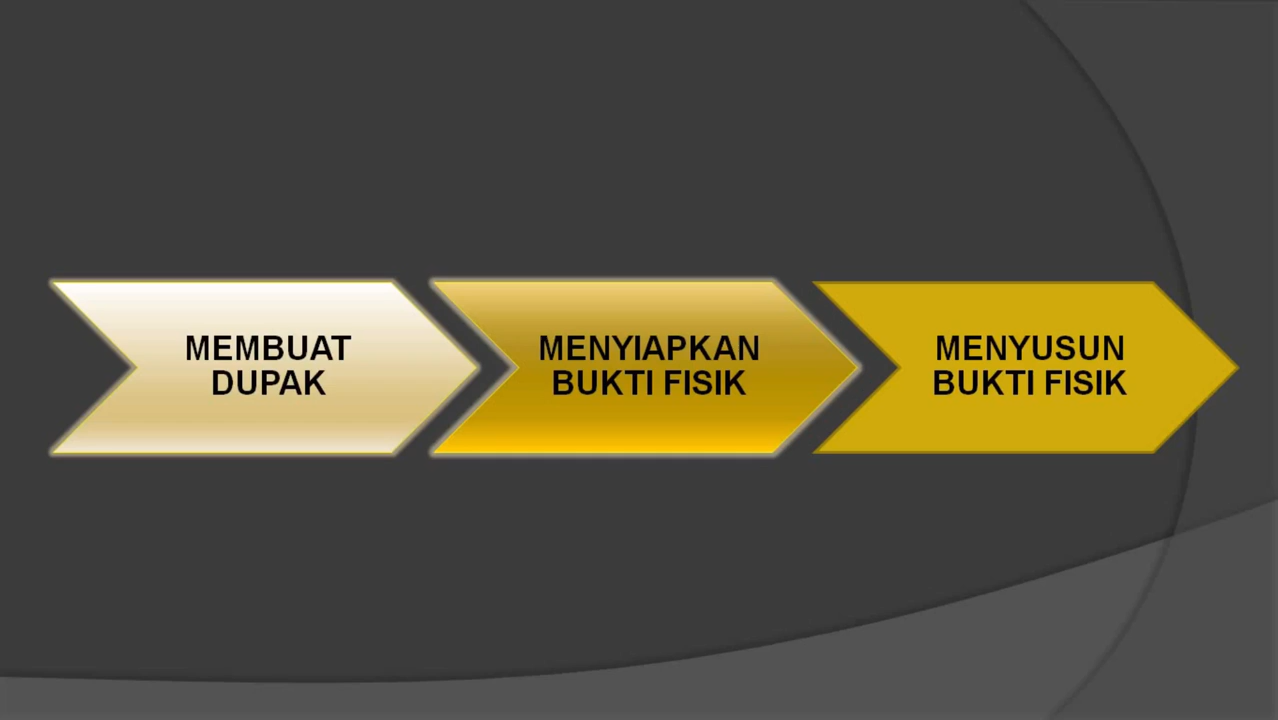 MEMBUAT
DUPAK
MENYIAPKAN
BUKTI FISIK
MENYUSUN
BUKTI FISIK